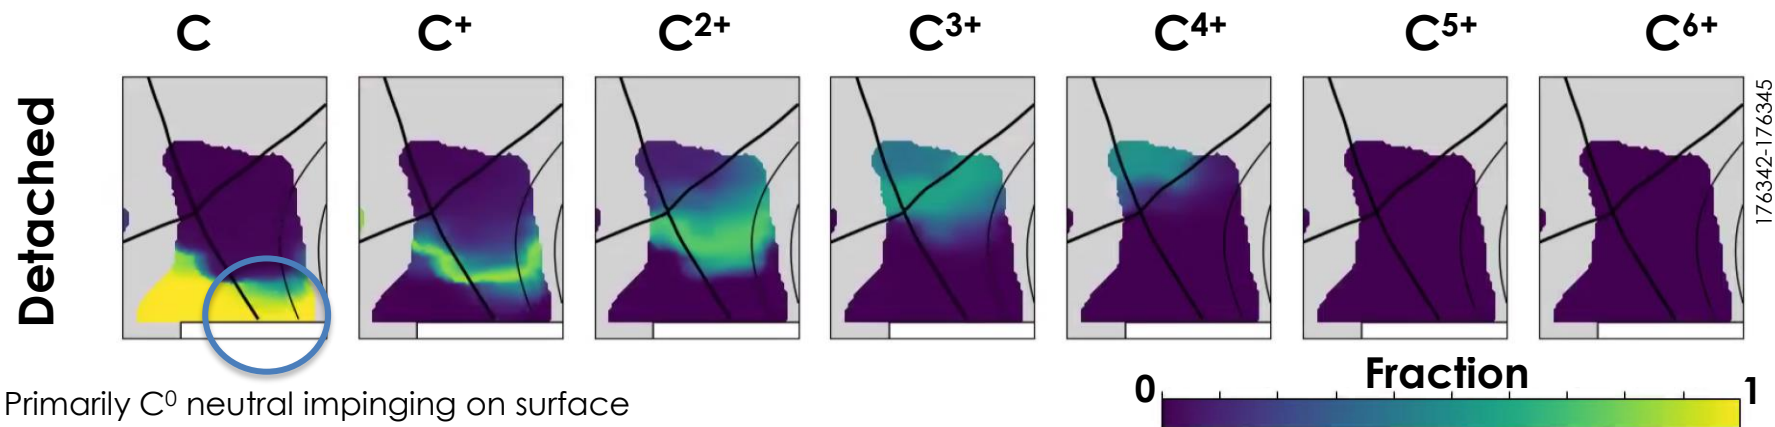 C C⁺ C²⁺ C³⁺ C⁴⁺ C⁵⁺ C⁶⁺
Detached
176342-176345
Fraction
0 1
Primarily C⁰ neutral impinging on surface